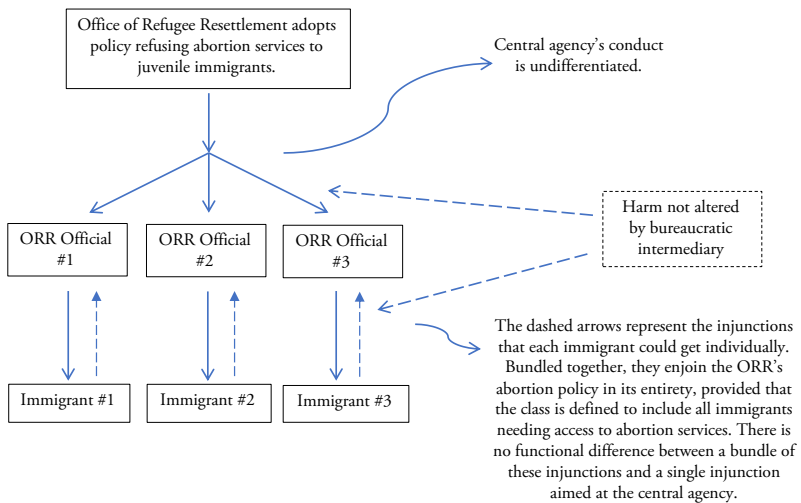 Office of Refugee Resettlement adopts
policy refusing abortion services to
juvenile immigrants.
Central agency’s conduct
is undifferentiated.
Harm not altered
by bureaucratic
intermediary
ORR Official
#1
ORR Official
#2
ORR Official
#3
The dashed arrows represent the injunctions
that each immigrant could get individually.
Bundled together, they enjoin the ORR’s
abortion policy in its entirety, provided that
the class is defined to include all immigrants
needing access to abortion services. There is
no functional difference between a bundle of
these injunctions and a single injunction
aimed at the central agency.
Immigrant #1
Immigrant #2
Immigrant #3